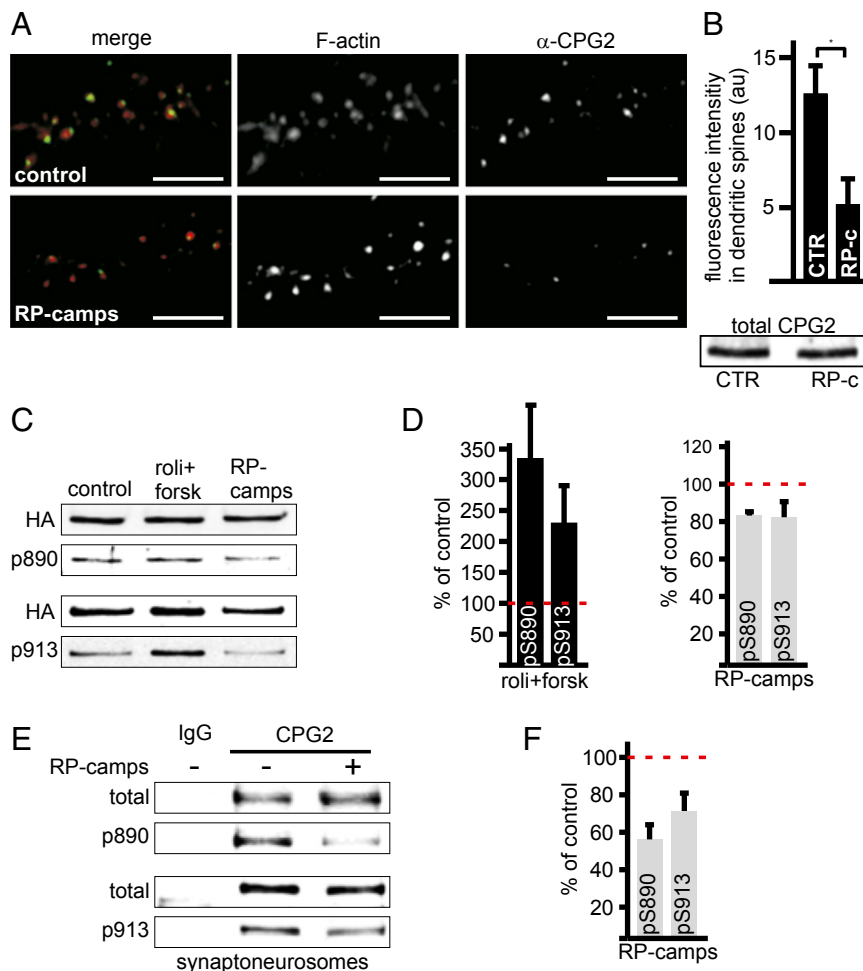 A
merge
F-actin
α-CPG2
control
RP-camps
B
fluorescence intensitiy
in dendritic spines (au)
15
10
5
*
CTR
RP-c
total CPG2
CTR
RP-c
C
control
roli+
forsk
RP-
camps
HA
p890
HA
p913
D
% of control
350
300
250
200
150
100
50
pS890
pS913
roli+forsk
% of control
120
100
80
60
40
20
pS890
pS913
RP-camps
E
IgG
CPG2
RP-camps
-
-
+
total
p890
total
p913
synaptoneurosomes
F
% of control
100
80
60
40
20
pS890
pS913
RP-camps